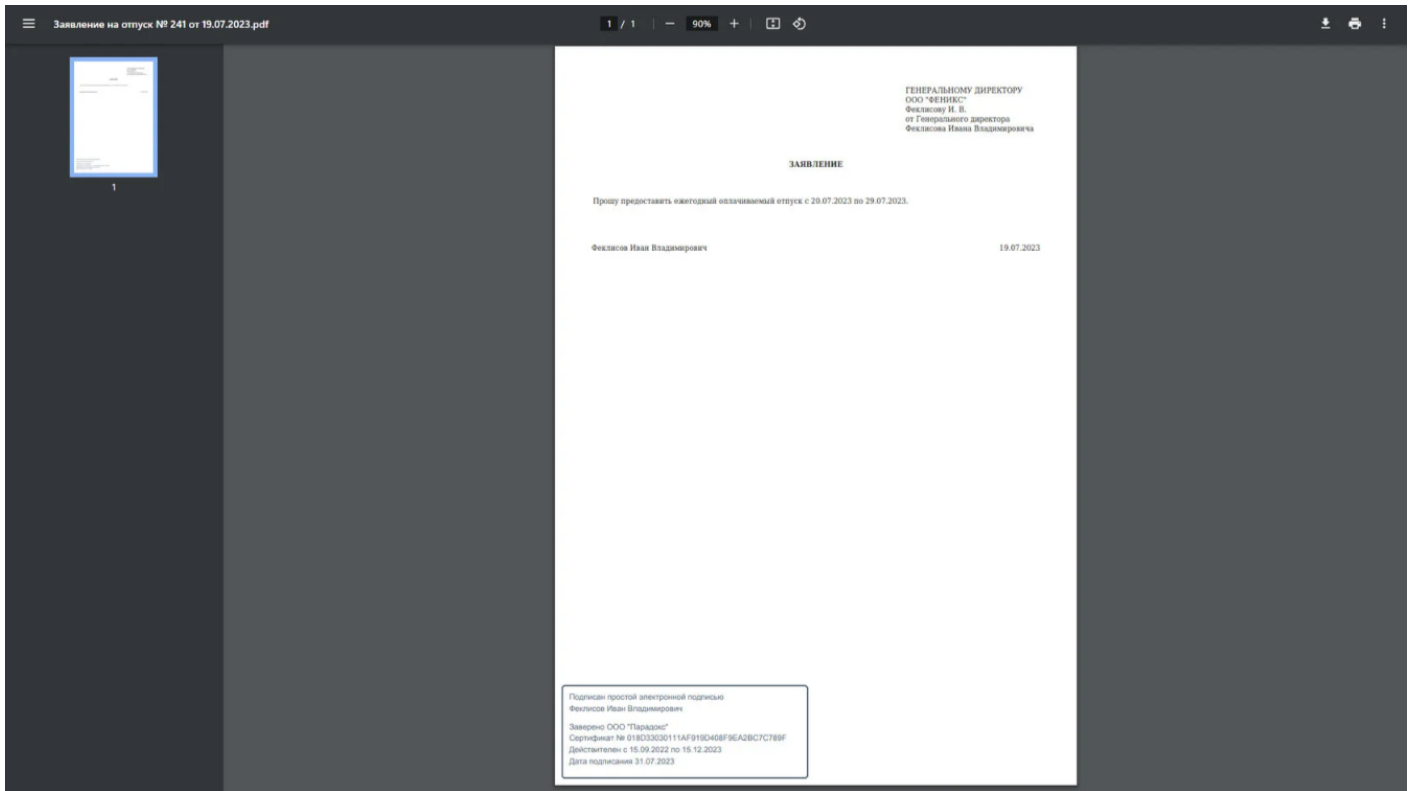 Заявление на отпуск № 241 от 19.07.2023.pdf
1 / 1
90%
1
ГЕНЕРАЛЬНОМУ ДИРЕКТОРУ
ООО "ФЕНИКС"
Феклисову И. В.
от Генерального директора
Феклисова Ивана Владимировича
ЗАЯВЛЕНИЕ
Прошу предоставить ежегодный оплачиваемый отпуск с 20.07.2023 по 29.07.2023.
Феклисов Иван Владимирович 19.07.2023
Подписан простой электронной подписью
Феклисов Иван Владимирович
Заверено ООО "Парадокс"
Сертификат № 018D33030111AF919D408F9EA2BC7C789F
Действителен с 15.09.2022 по 15.12.2023
Дата подписания 31.07.2023